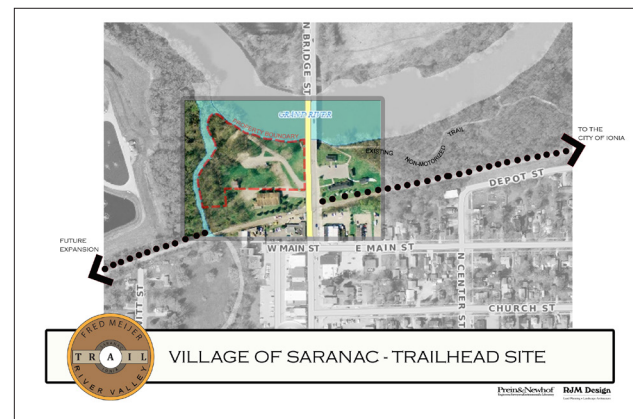 N BRIDGE ST
GRAND RIVER
PROPERTY BOUNDARY
EXISTING NON-MOTORIZED TRAIL
TO THE
CITY OF IONIA
DEPOT ST
FUTURE
EXPANSION
W MAIN ST
E MAIN ST
N CENTER ST
CHURCH ST
FRED MEIJER
TRAIL
RIVER VALLEY
VILLAGE OF SARANAC - TRAILHEAD SITE
Prein&Newhof
RJM Design